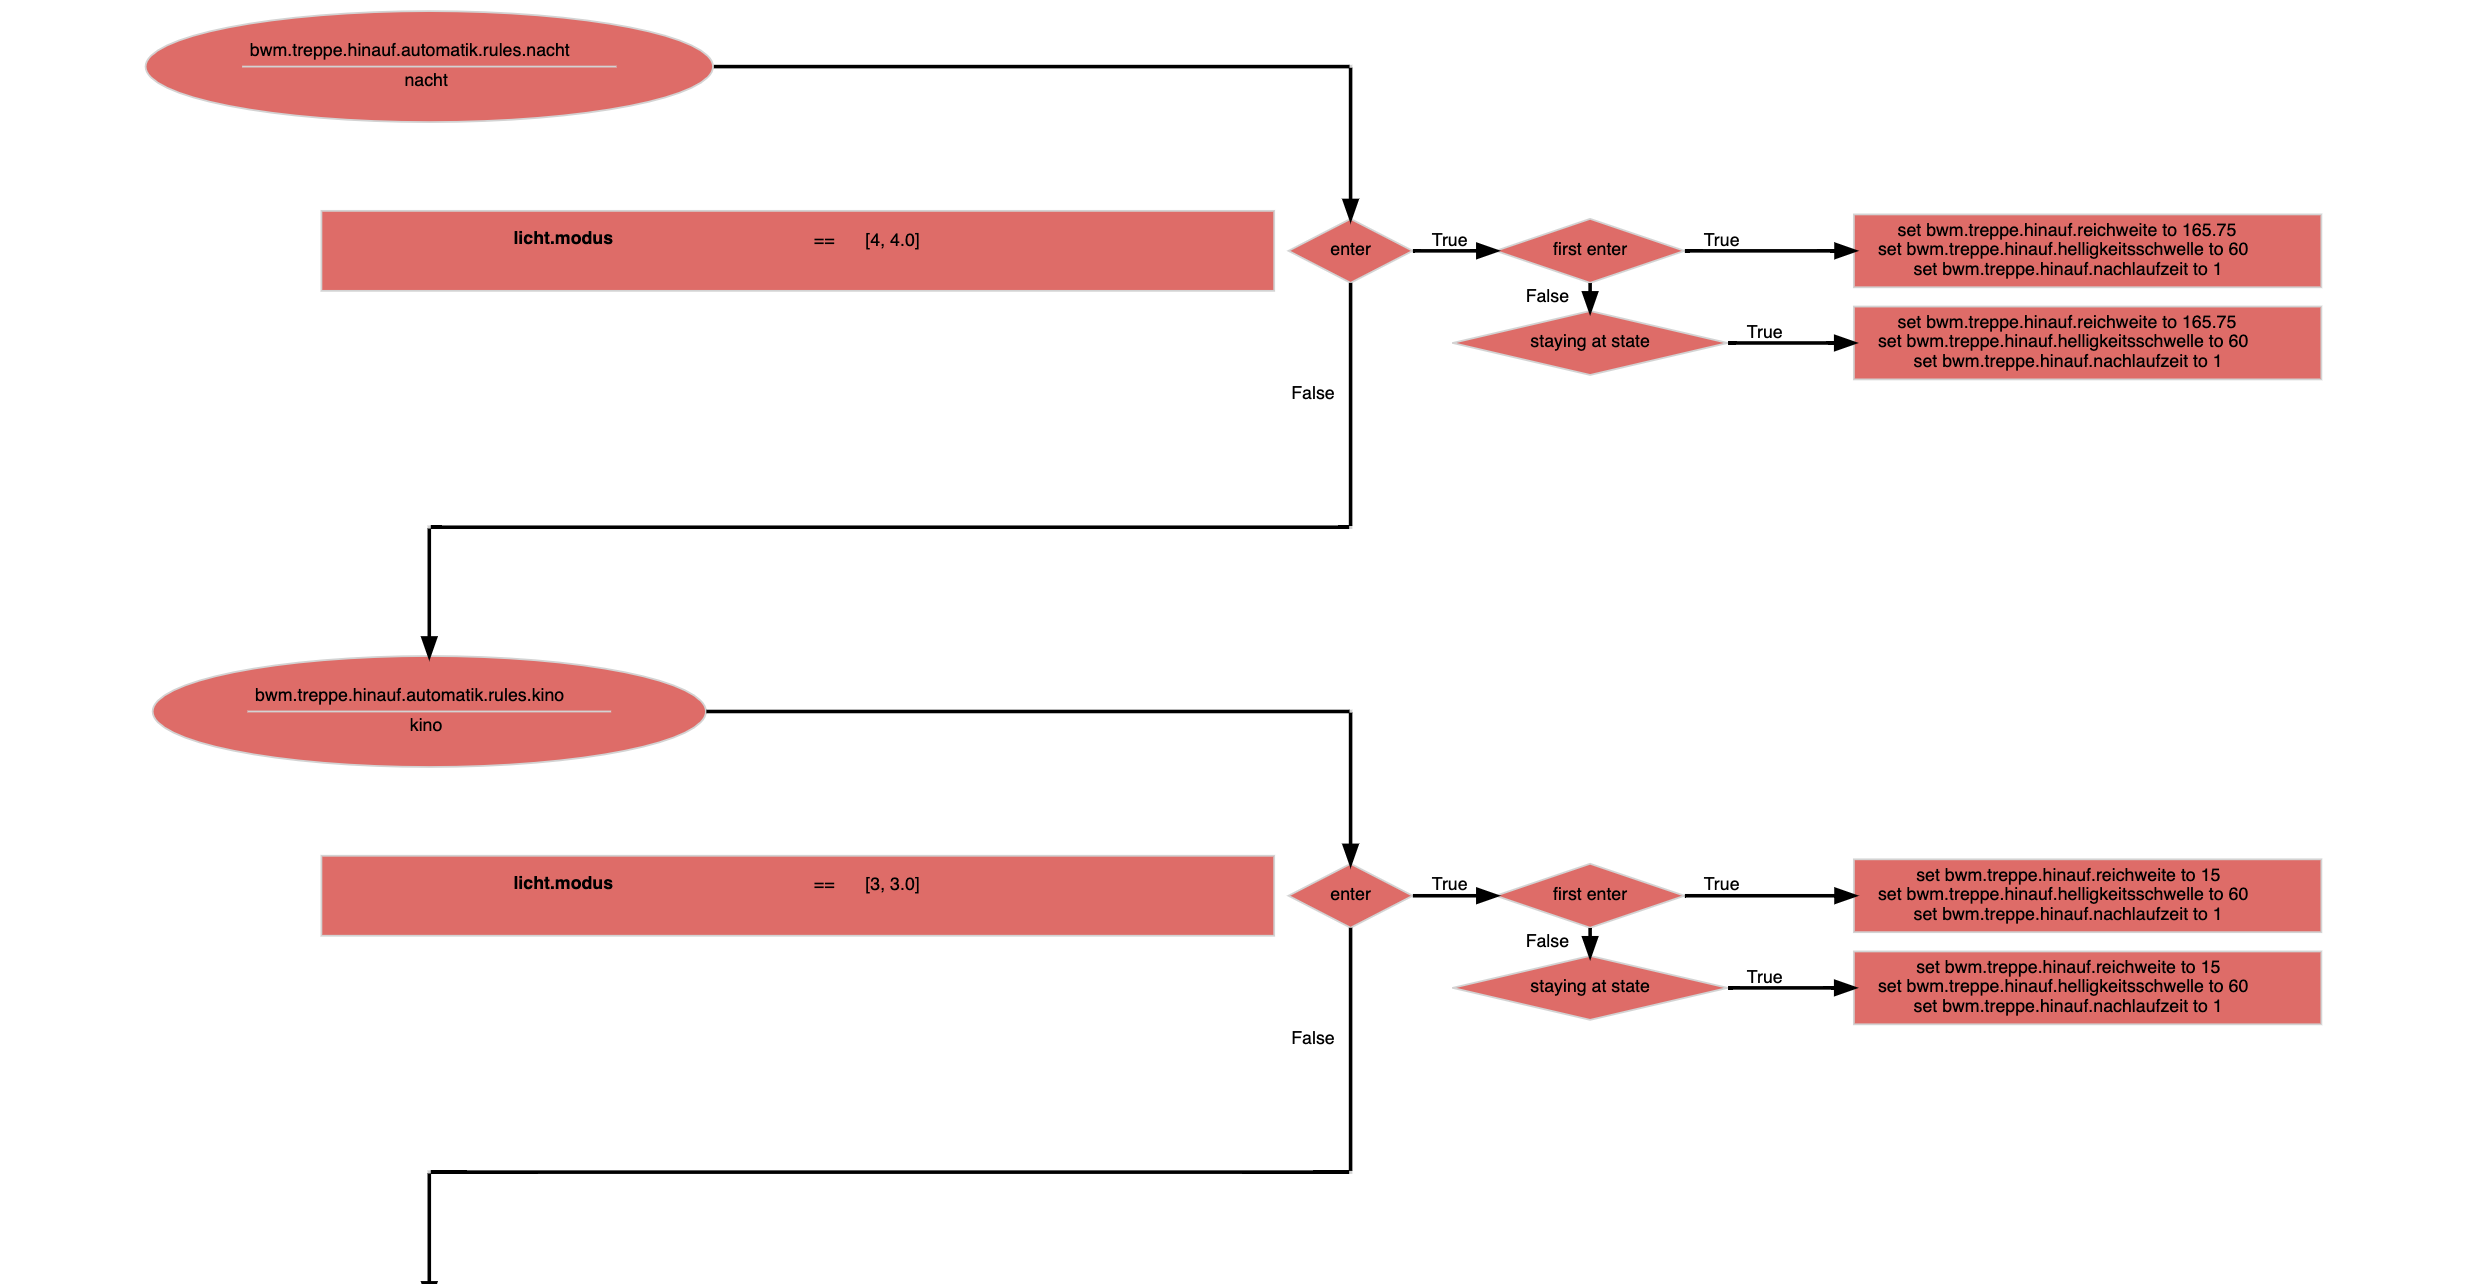 bwm.treppe.hinauf.automatik.rules.nacht
nacht
licht.modus == [4, 4.0]
enter
True
first enter
True
set bwm.treppe.hinauf.reichweite to 165.75
set bwm.treppe.hinauf.helligkeitsschwelle to 60
set bwm.treppe.hinauf.nachlaufzeit to 1
False
staying at state
True
set bwm.treppe.hinauf.reichweite to 165.75
set bwm.treppe.hinauf.helligkeitsschwelle to 60
set bwm.treppe.hinauf.nachlaufzeit to 1
False
bwm.treppe.hinauf.automatik.rules.kino
kino
licht.modus == [3, 3.0]
enter
True
first enter
True
set bwm.treppe.hinauf.reichweite to 15
set bwm.treppe.hinauf.helligkeitsschwelle to 60
set bwm.treppe.hinauf.nachlaufzeit to 1
False
staying at state
True
set bwm.treppe.hinauf.reichweite to 15
set bwm.treppe.hinauf.helligkeitsschwelle to 60
set bwm.treppe.hinauf.nachlaufzeit to 1
False